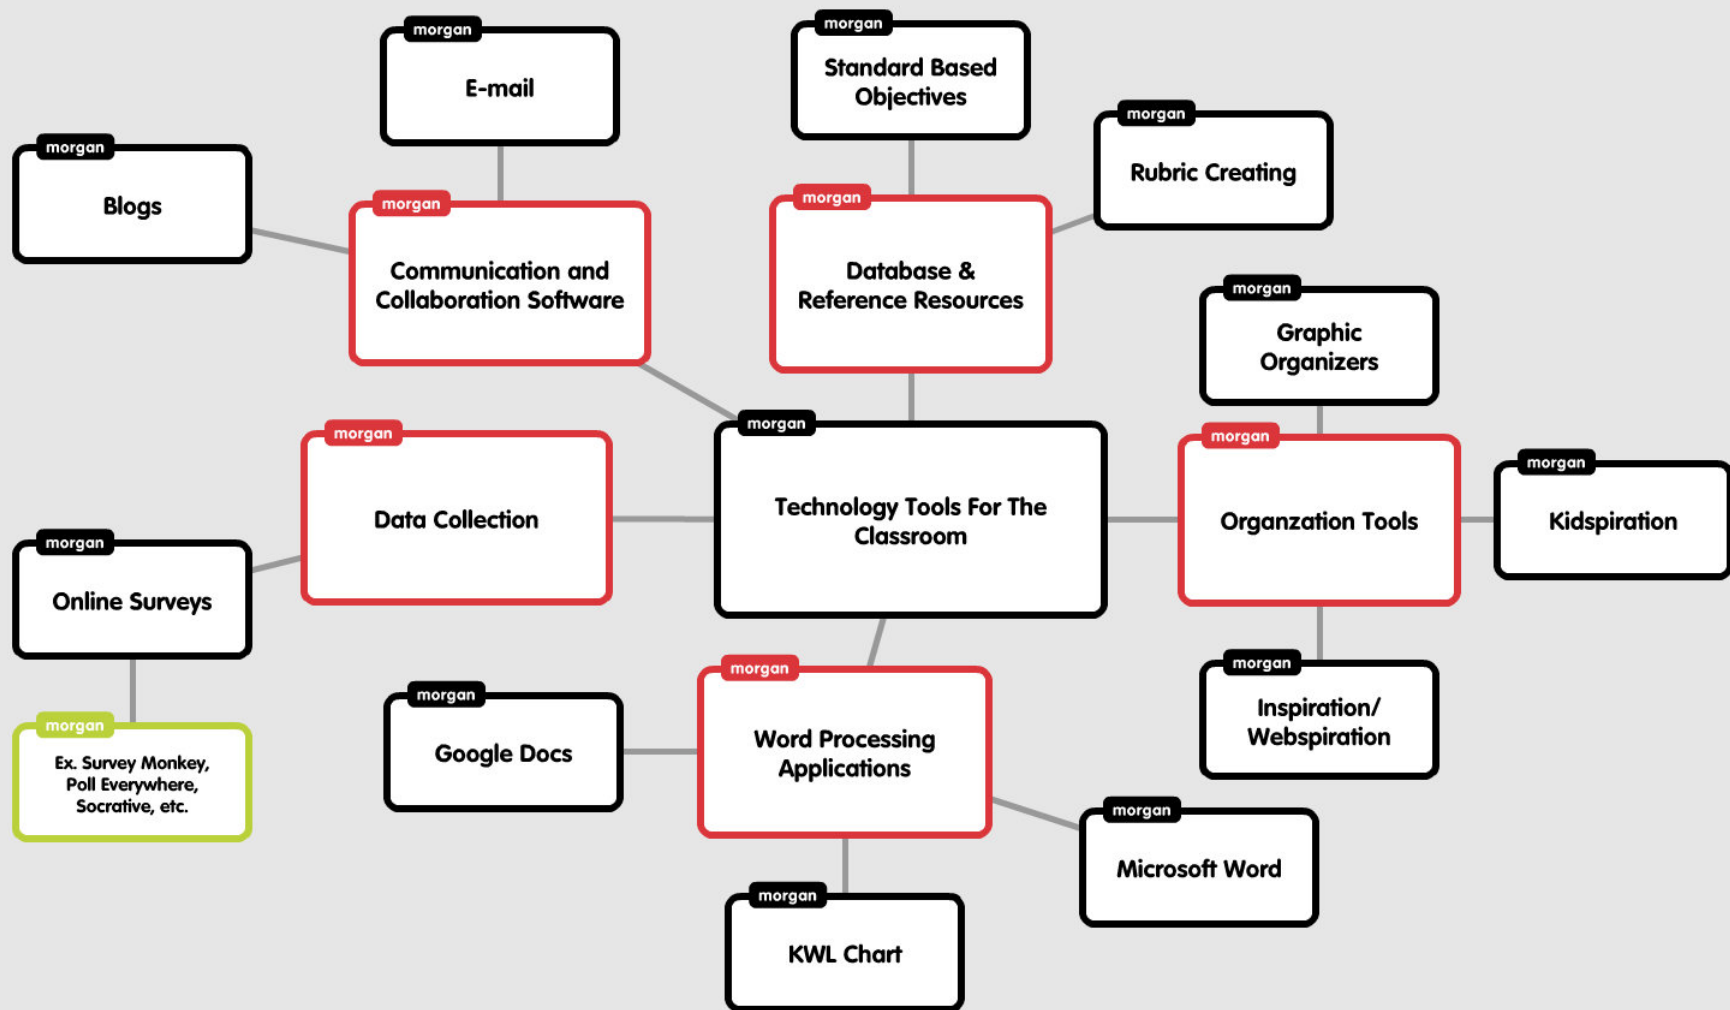 morgan
E-mail
morgan
Standard Based
Objectives
morgan
Rubric Creating
morgan
Blogs
morgan
Communication and
Collaboration Software
morgan
Database &
Reference Resources
morgan
Graphic
Organizers
morgan
Data Collection
morgan
Technology Tools For The
Classroom
morgan
Organzation Tools
morgan
Kidspiration
morgan
Online Surveys
morgan
Ex. Survey Monkey,
Poll Everywhere,
Socrative, etc.
morgan
Google Docs
morgan
Word Processing
Applications
morgan
Inspiration/
Webspiration
morgan
Microsoft Word
morgan
KWL Chart